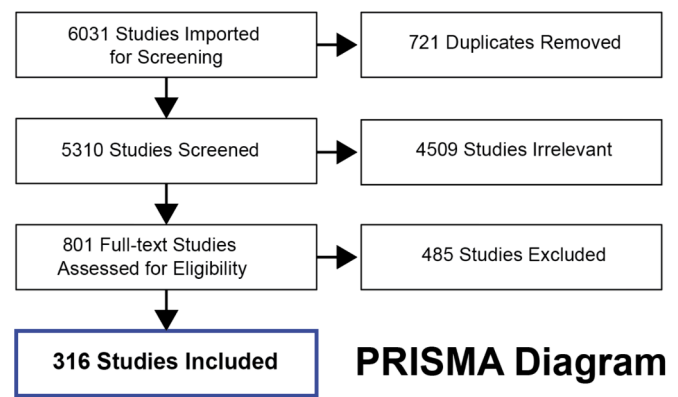 6031 Studies Imported
for Screening
721 Duplicates Removed
5310 Studies Screened
4509 Studies Irrelevant
801 Full-text Studies
Assessed for Eligibility
485 Studies Excluded
316 Studies Included
PRISMA Diagram